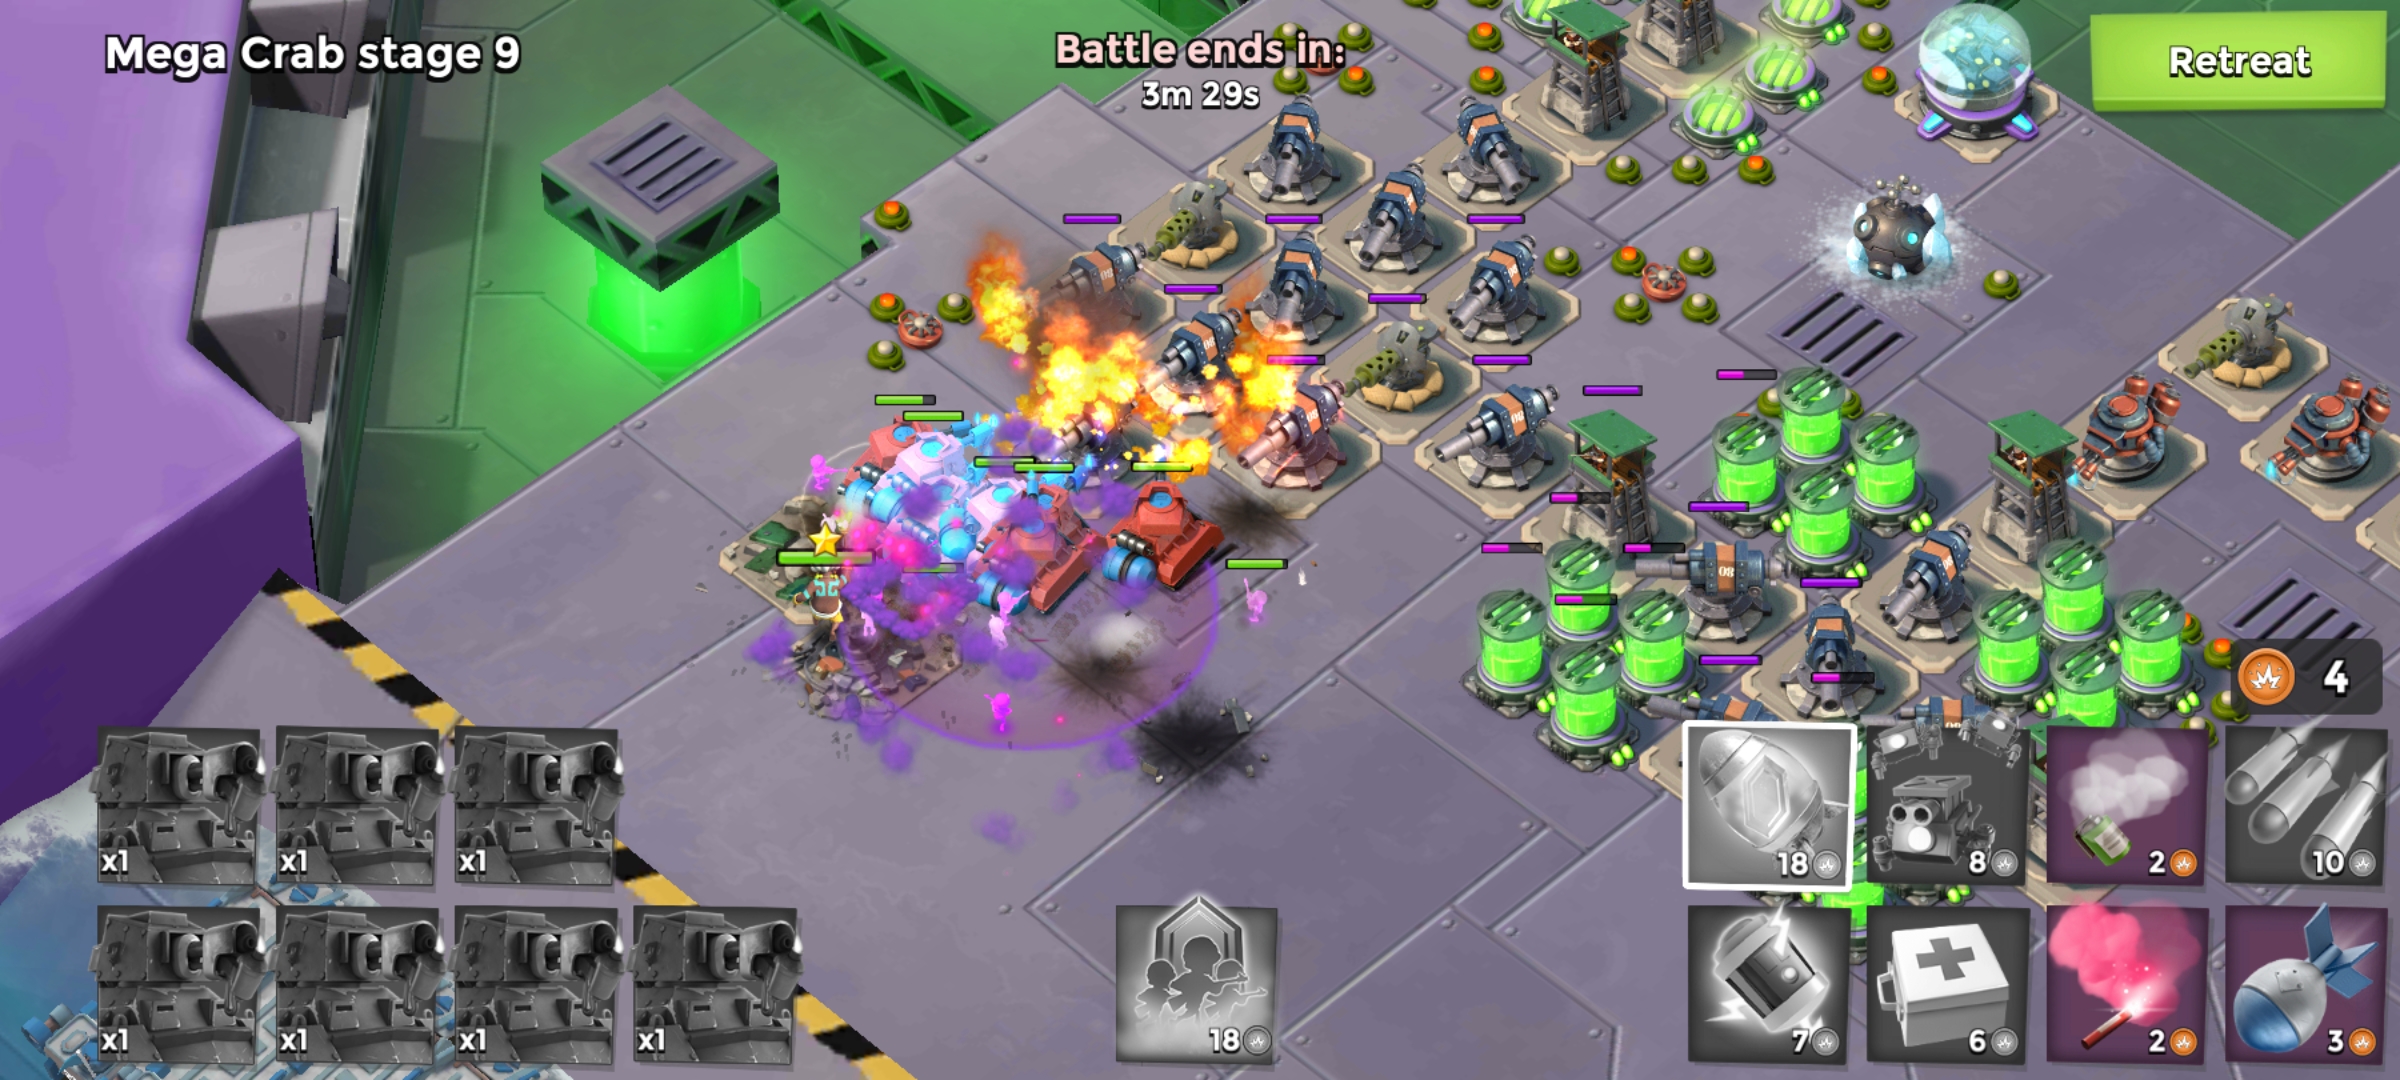 Mega Crab stage 9
Battle ends in:
3m 29s
Retreat
4
x1
x1
x1
18
8
2
10
x1
x1
x1
x1
18
7
6
2
3